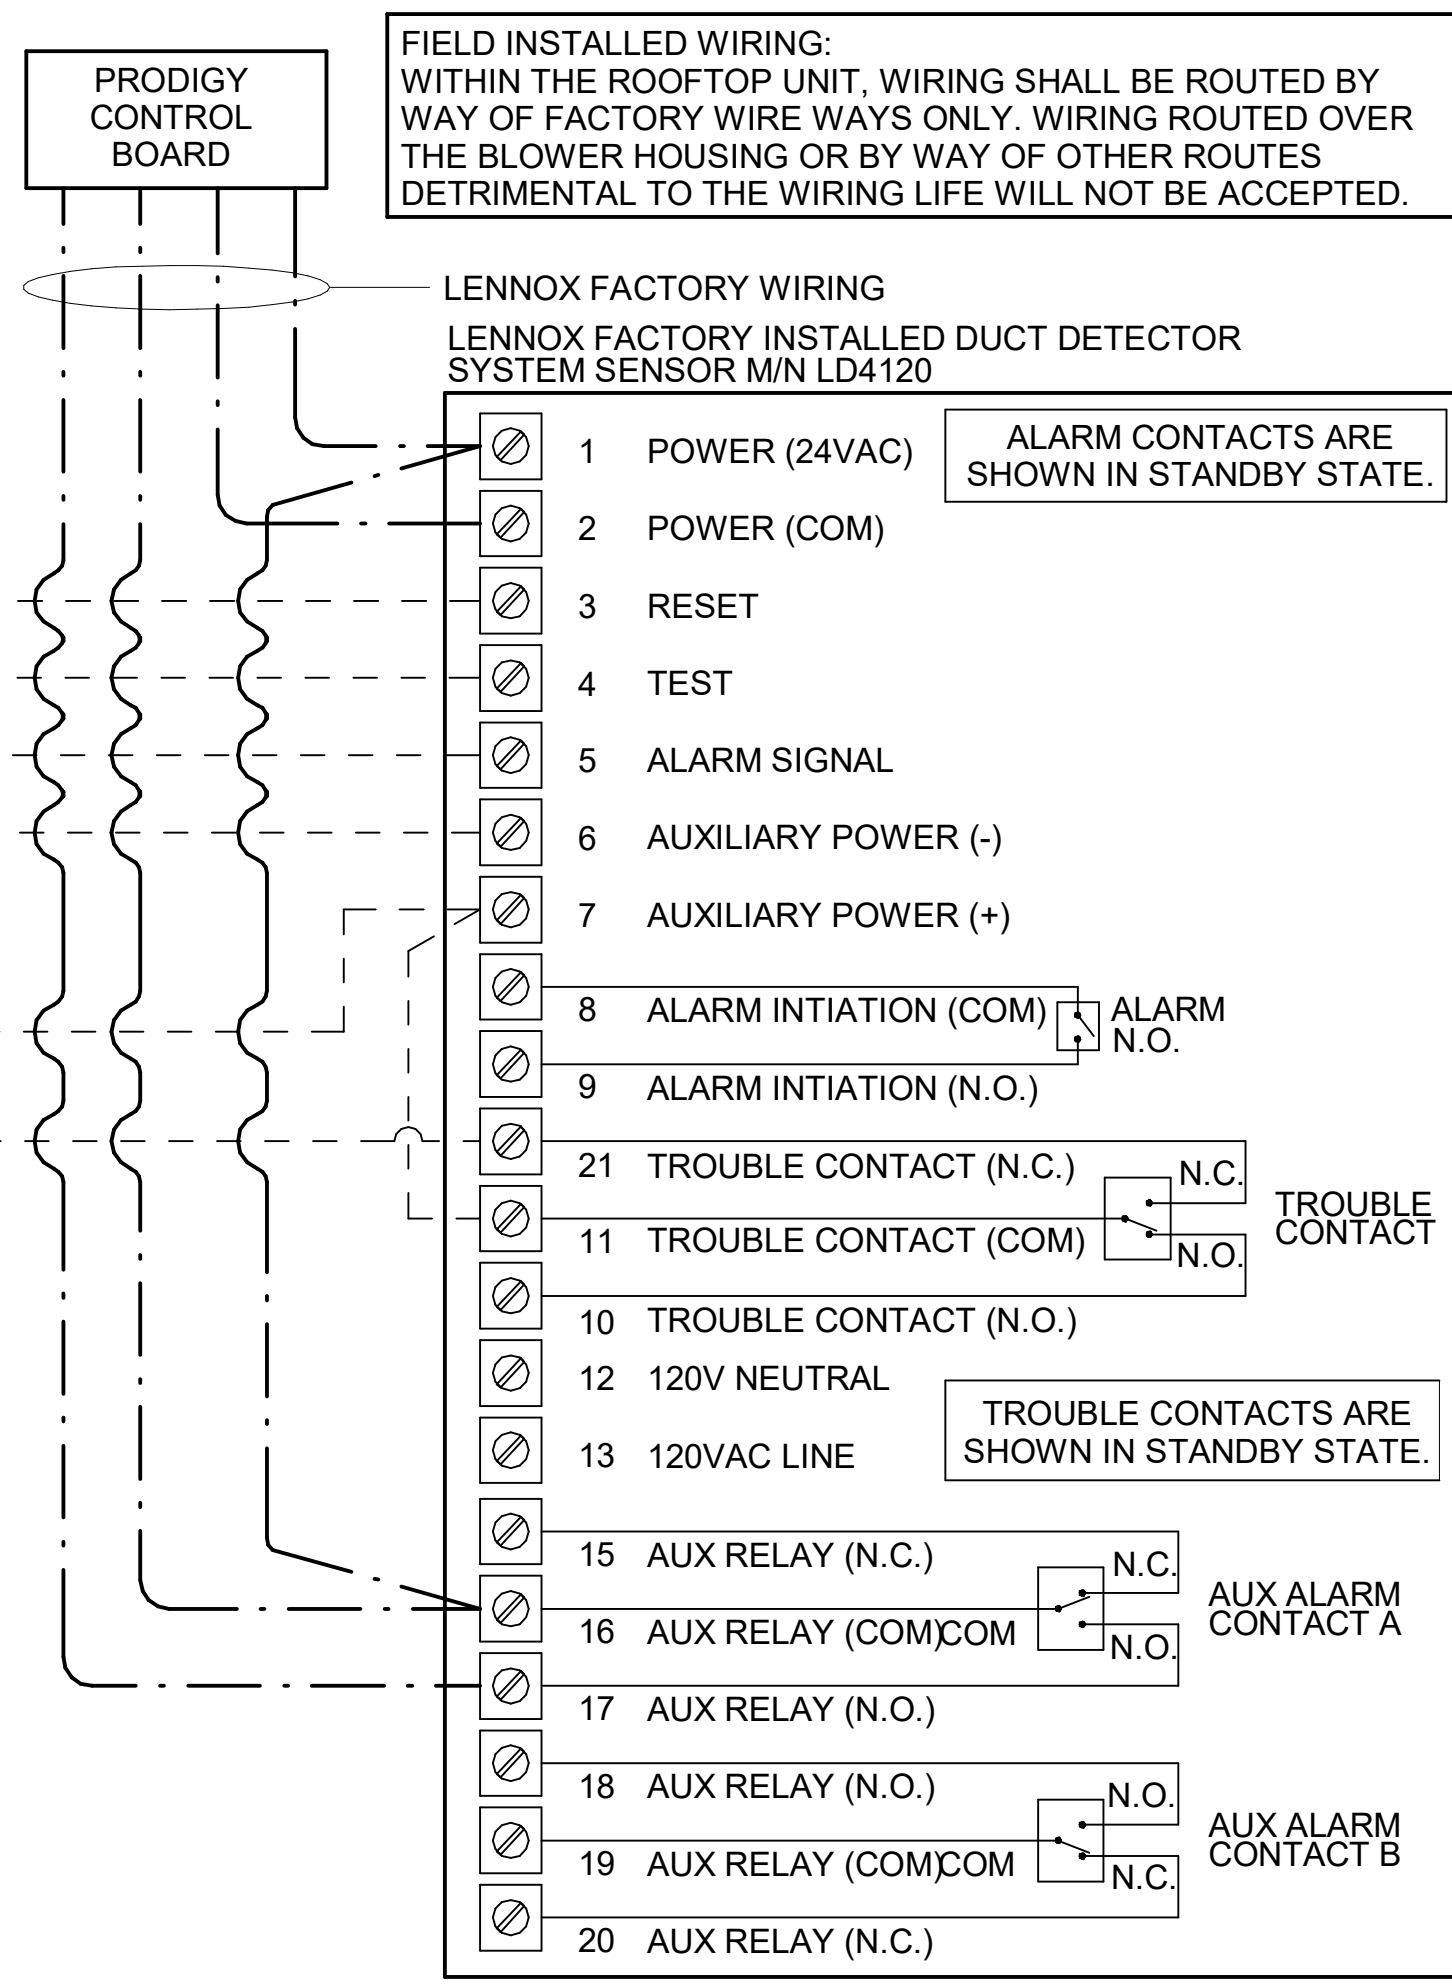 PRODIGY
CONTROL
BOARD
FIELD INSTALLED WIRING:
WITHIN THE ROOFTOP UNIT, WIRING SHALL BE ROUTED BY
WAY OF FACTORY WIRE WAYS ONLY. WIRING ROUTED OVER
THE BLOWER HOUSING OR BY WAY OF OTHER ROUTES
DETRIMENTAL TO THE WIRING LIFE WILL NOT BE ACCEPTED.
LENNOX FACTORY WIRING
LENNOX FACTORY INSTALLED DUCT DETECTOR
SYSTEM SENSOR M/N LD4120
ALARM CONTACTS ARE
SHOWN IN STANDBY STATE.
1 POWER (24VAC)
2 POWER (COM)
3 RESET
4 TEST
5 ALARM SIGNAL
6 AUXILIARY POWER (-)
7 AUXILIARY POWER (+)
8 ALARM INTIATION (COM)
ALARM
N.O.
9 ALARM INTIATION (N.O.)
21 TROUBLE CONTACT (N.C.)
N.C.
TROUBLE
CONTACT
11 TROUBLE CONTACT (COM)
N.O.
10 TROUBLE CONTACT (N.O.)
12 120V NEUTRAL
13 120VAC LINE
TROUBLE CONTACTS ARE
SHOWN IN STANDBY STATE.
15 AUX RELAY (N.C.)
N.C.
AUX ALARM
CONTACT A
16 AUX RELAY (COM)COM
N.O.
17 AUX RELAY (N.O.)
18 AUX RELAY (N.O.)
N.O.
AUX ALARM
CONTACT B
19 AUX RELAY (COM)COM
N.C.
20 AUX RELAY (N.C.)